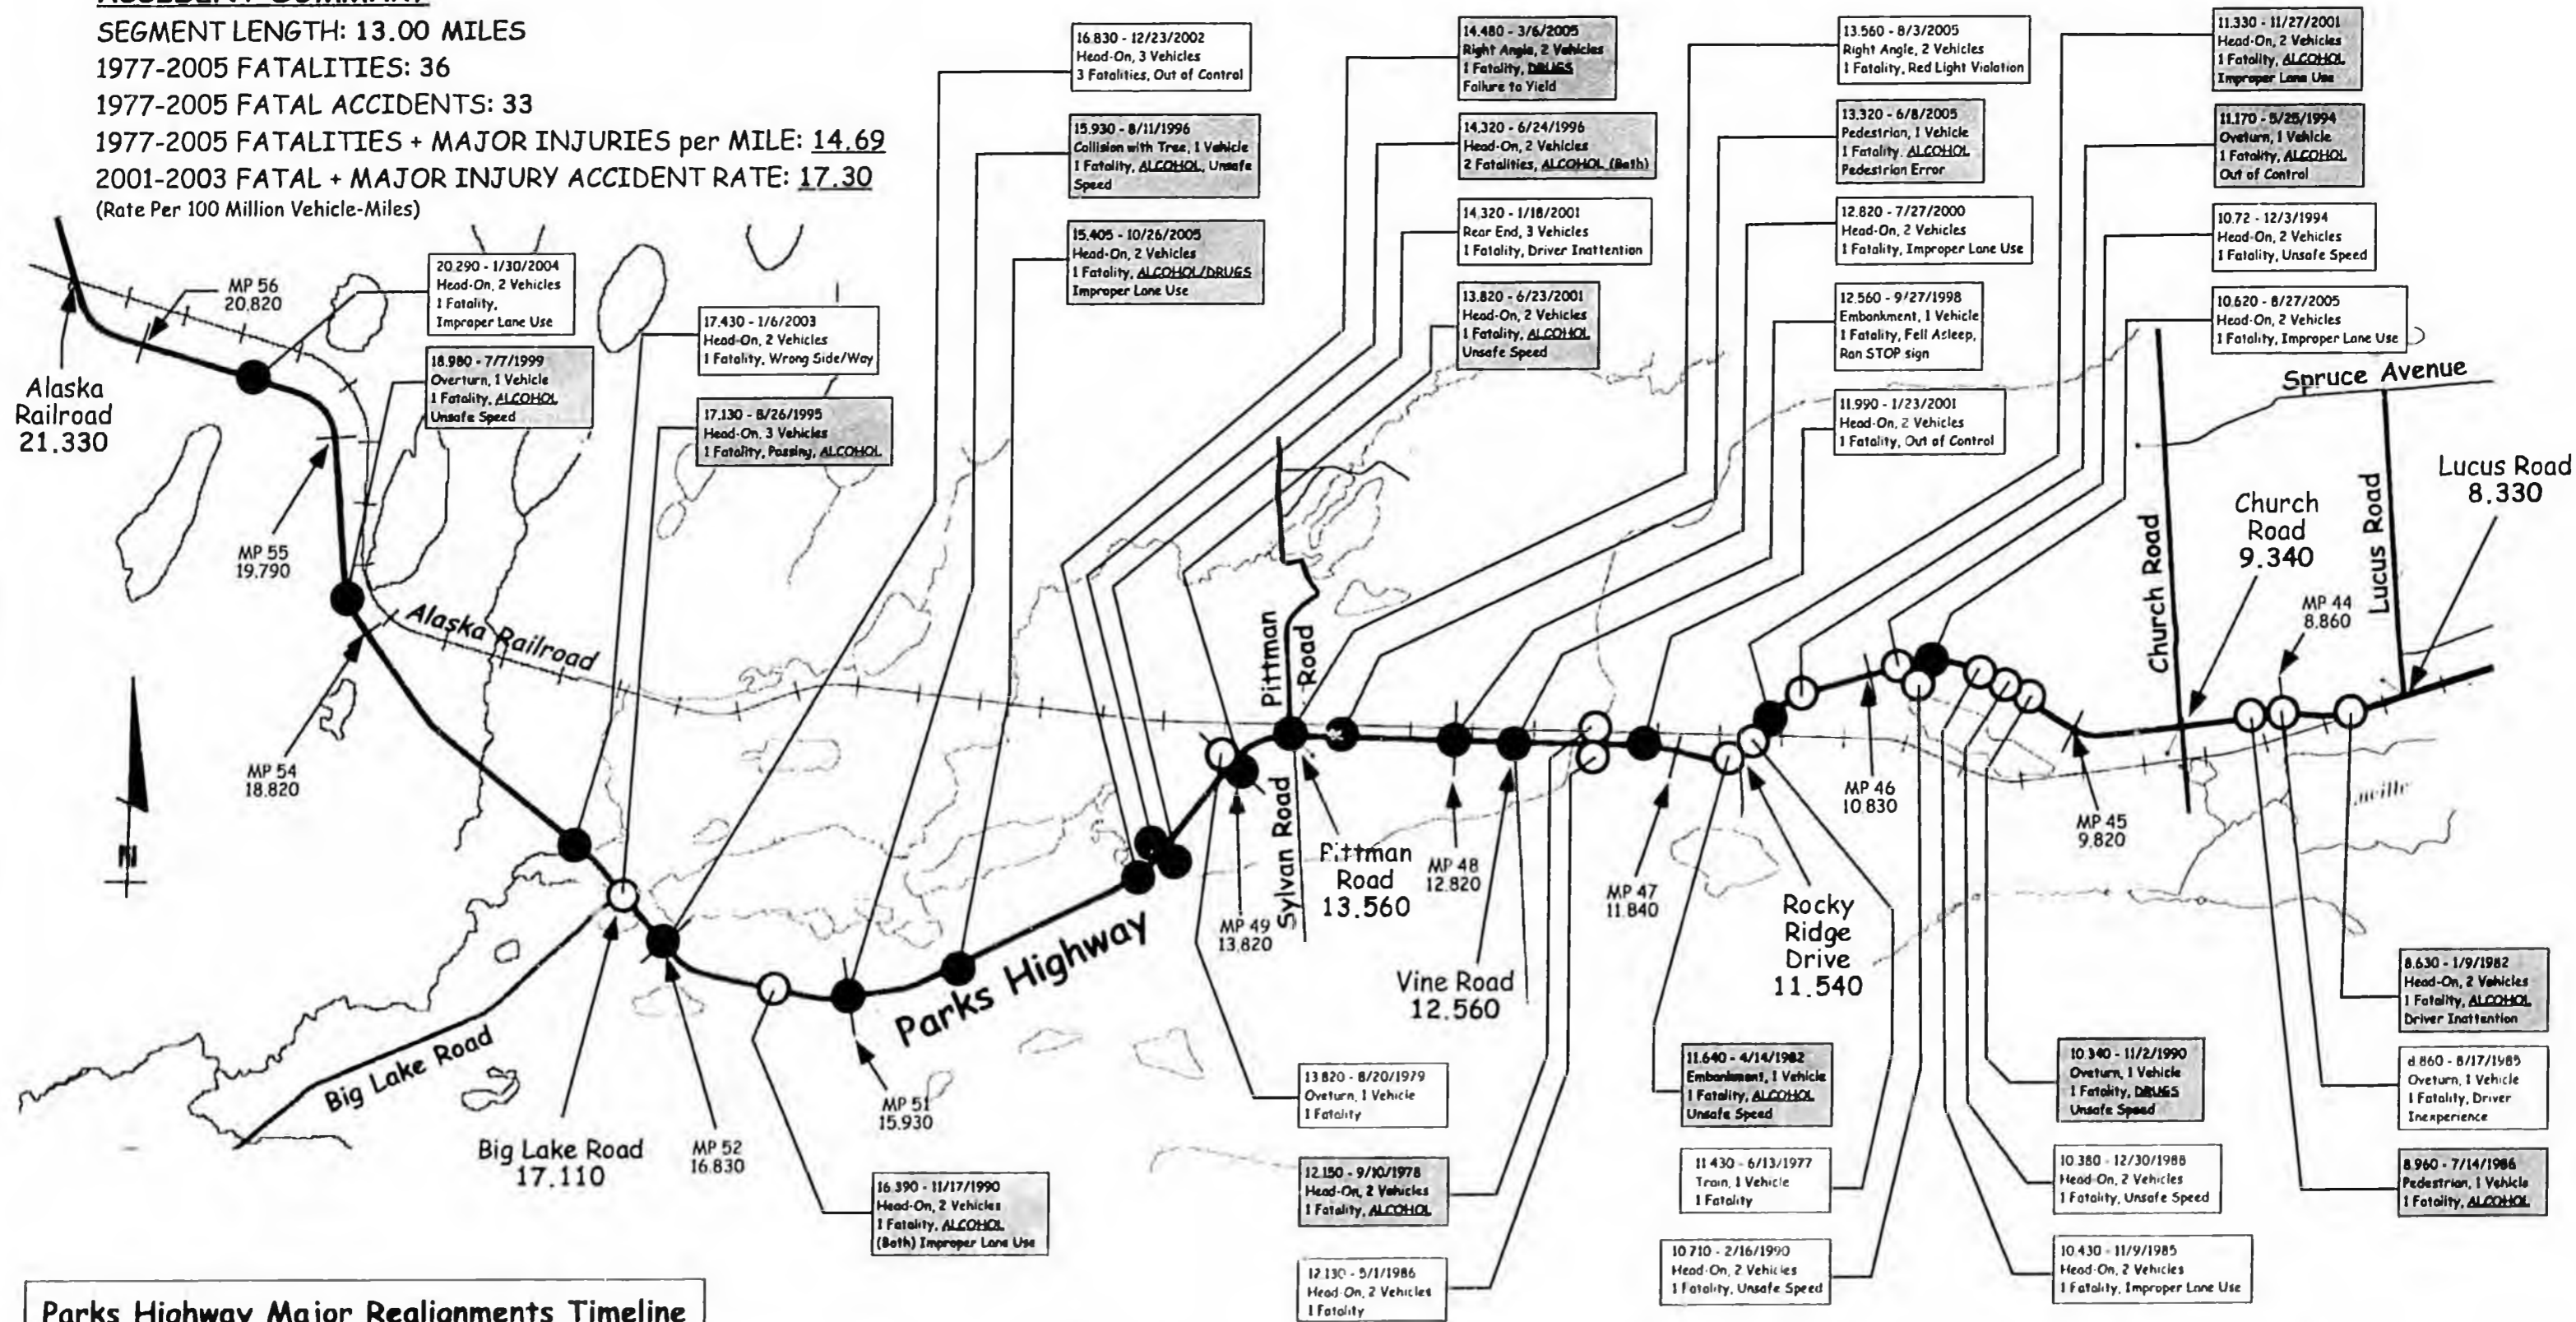 ACCIDENT SUMMARY
SEGMENT LENGTH: 13.00 MILES
1977-2005 FATALITIES: 36
1977-2005 FATAL ACCIDENTS: 33
1977-2005 FATALITIES + MAJOR INJURIES per MILE: 14.69
2001-2003 FATAL + MAJOR INJURY ACCIDENT RATE: 17.30
(Rate Per 100 Million Vehicle-Miles)
16.830 - 12/23/2002
Head-On, 3 Vehicles
3 Fatalities, Out of Control
15.930 - 8/11/1996
Collision with Tree, 1 Vehicle
1 Fatality, ALCOHOL, Unsafe
Speed
15.405 - 10/26/2005
Head-On, 2 Vehicles
1 Fatality, ALCOHOL/DRUGS
Improper Lane Use
14.480 - 3/6/2005
Right Angle, 2 Vehicles
1 Fatality, DRUGS
Failure to Yield
14.320 - 6/24/1996
Head-On, 2 Vehicles
2 Fatalities, ALCOHOL (Both)
14.320 - 1/18/2001
Rear End, 3 Vehicles
1 Fatality, Driver Inattention
13.820 - 6/23/2001
Head-On, 2 Vehicles
1 Fatality, ALCOHOL
Unsafe Speed
13.560 - 8/3/2005
Right Angle, 2 Vehicles
1 Fatality, Red Light Violation
13.320 - 6/8/2005
Pedestrian, 1 Vehicle
1 Fatality, ALCOHOL
Pedestrian Error
12.820 - 7/27/2000
Head-On, 2 Vehicles
1 Fatality, Improper Lane Use
12.560 - 9/27/1998
Embankment, 1 Vehicle
1 Fatality, Fell Asleep,
Ran STOP sign
11.990 - 1/23/2001
Head-On, 2 Vehicles
1 Fatality, Out of Control
11.330 - 11/27/2001
Head-On, 2 Vehicles
1 Fatality, ALCOHOL
Improper Lane Use
11.170 - 5/25/1994
Oveturn, 1 Vehicle
1 Fatality, ALCOHOL
Out of Control
10.72 - 12/3/1994
Head-On, 2 Vehicles
1 Fatality, Unsafe Speed
10.620 - 8/27/2005
Head-On, 2 Vehicles
1 Fatality, Improper Lane Use
20.290 - 1/30/2004
Head-On, 2 Vehicles
1 Fatality,
Improper Lane Use
18.980 - 7/7/1999
Overturn, 1 Vehicle
1 Fatality, ALCOHOL
Unsafe Speed
17.430 - 1/6/2003
Head-On, 2 Vehicles
1 Fatality, Wrong Side/Way
17.130 - 8/26/1995
Head-On, 3 Vehicles
1 Fatality, Passing, ALCOHOL
MP 56
20.820
Alaska
Railroad
21.330
MP 55
19.790
MP 54
18.820
Alaska Railroad
Spruce Avenue
Lucus Road
8.330
Church
Road
9.340
Church Road
Lucus Road
MP 44
8.860
Pittman
Road
Sylvan Road
Pittman
Road
13.560
MP 49
13.820
MP 48
12.820
Vine Road
12.560
MP 47
11.840
Rocky
Ridge
Drive
11.540
MP 46
10.830
MP 45
9.820
Parks Highway
Big Lake Road
Big Lake Road
17.110
MP 52
16.830
MP 51
15.930
16.390 - 11/17/1990
Head-On, 2 Vehicles
1 Fatality, ALCOHOL
(Both) Improper Lane Use
13.820 - 8/20/1979
Oveturn, 1 Vehicle
1 Fatality
12.150 - 9/10/1978
Head-On, 2 Vehicles
1 Fatality, ALCOHOL
12.130 - 5/1/1986
Head-On, 2 Vehicles
1 Fatality
11.640 - 4/14/1982
Embankment, 1 Vehicle
1 Fatality, ALCOHOL
Unsafe Speed
11.430 - 6/13/1977
Train, 1 Vehicle
1 Fatality
10.710 - 2/16/1990
Head-On, 2 Vehicles
1 Fatality, Unsafe Speed
10.340 - 11/2/1990
Oveturn, 1 Vehicle
1 Fatality, DRUGS
Unsafe Speed
10.380 - 12/30/1988
Head-On, 2 Vehicles
1 Fatality, Unsafe Speed
10.430 - 11/9/1985
Head-On, 2 Vehicles
1 Fatality, Improper Lane Use
8.630 - 1/9/1982
Head-On, 2 Vehicles
1 Fatality, ALCOHOL
Driver Inattention
8.860 - 8/17/1985
Oveturn, 1 Vehicle
1 Fatality, Driver
Inexperience
8.960 - 7/14/1986
Pedestrian, 1 Vehicle
1 Fatality, ALCOHOL
N
Parks Highway Major Realignments Timeline